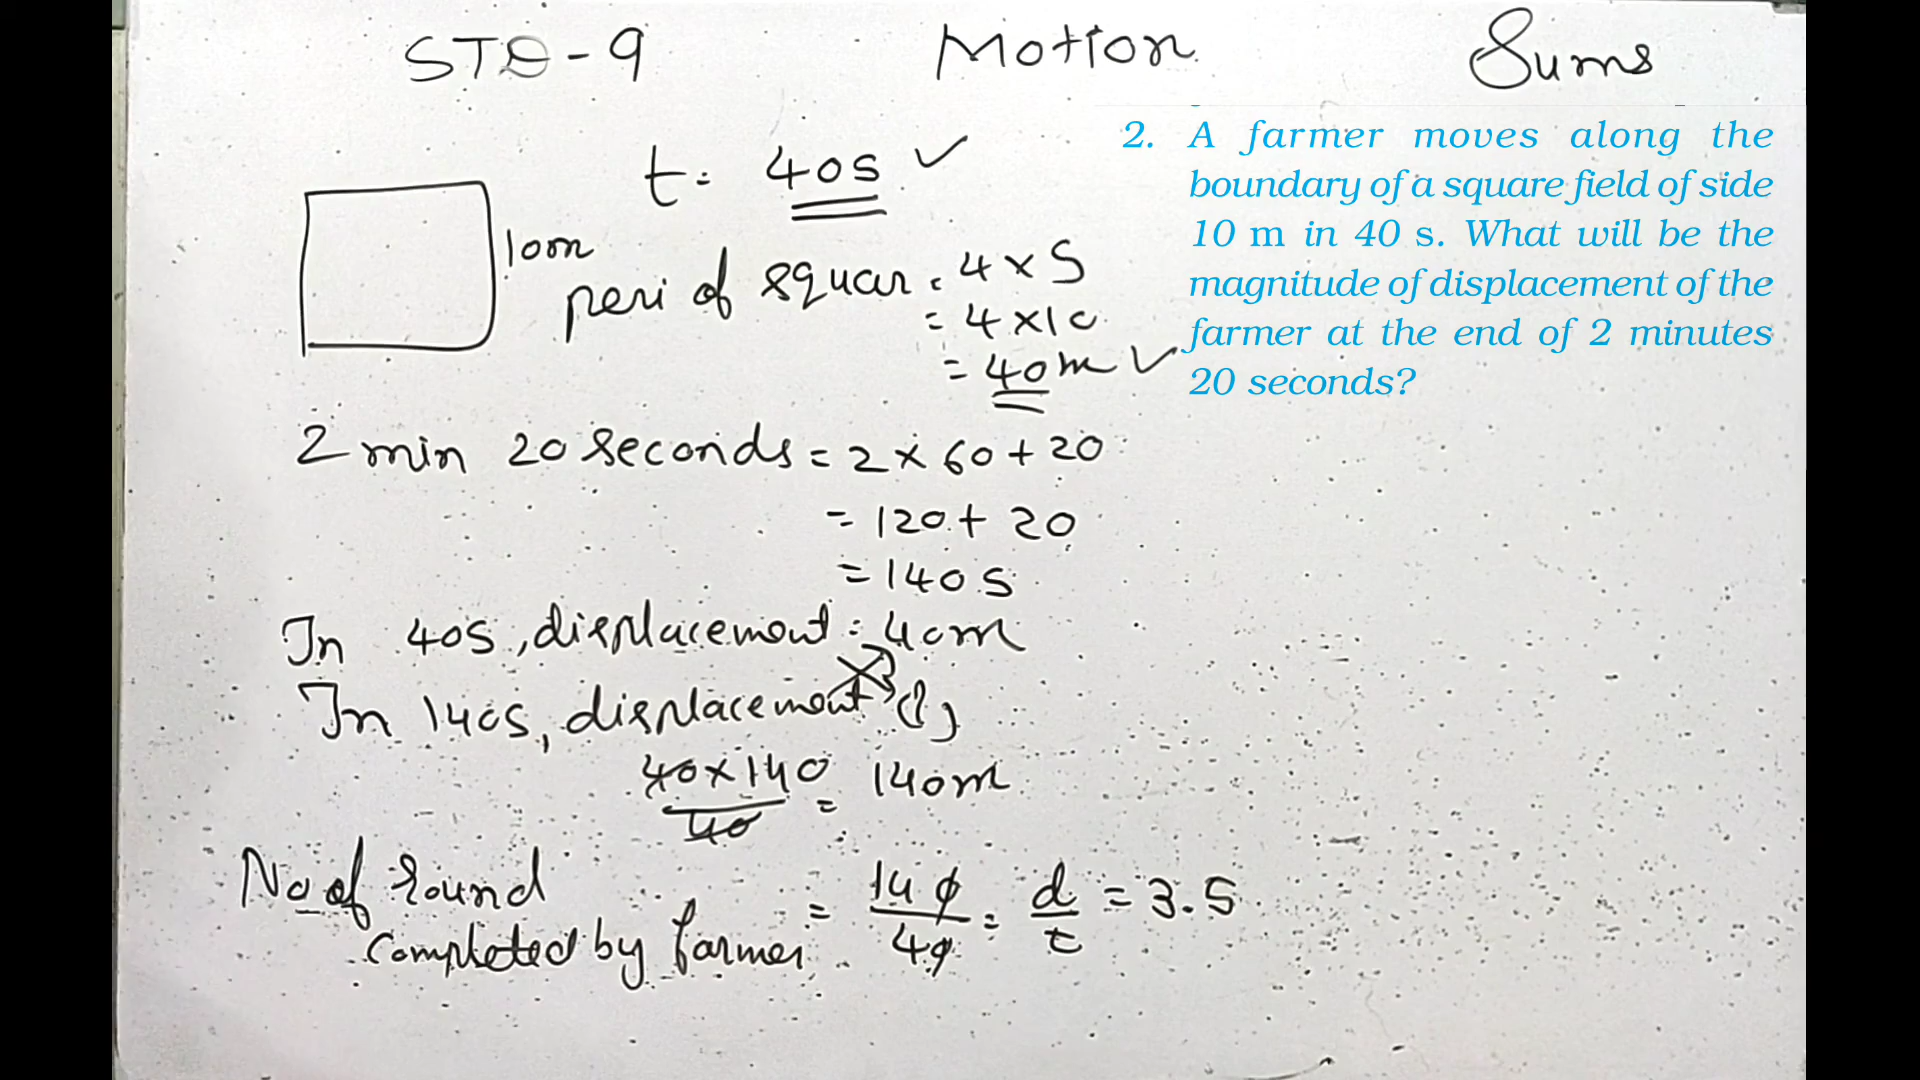 STD-9 Motion Sums
2. A farmer moves along the
boundary of a square field of side
10 m in 40 s. What will be the
magnitude of displacement of the
farmer at the end of 2 minutes
20 seconds?
t= 40s ✓
10m
peri of squar = 4 × S
= 4 × 10
= 40m ✓
2 min 20 seconds = 2 × 60 + 20
= 120 + 20
= 140 S
In 40s, displacement = 40m
In 140s, displacement (?)
40 × 140 / 40 = 140m
No of round
completed by farmer = 140 / 40 = d / t = 3.5